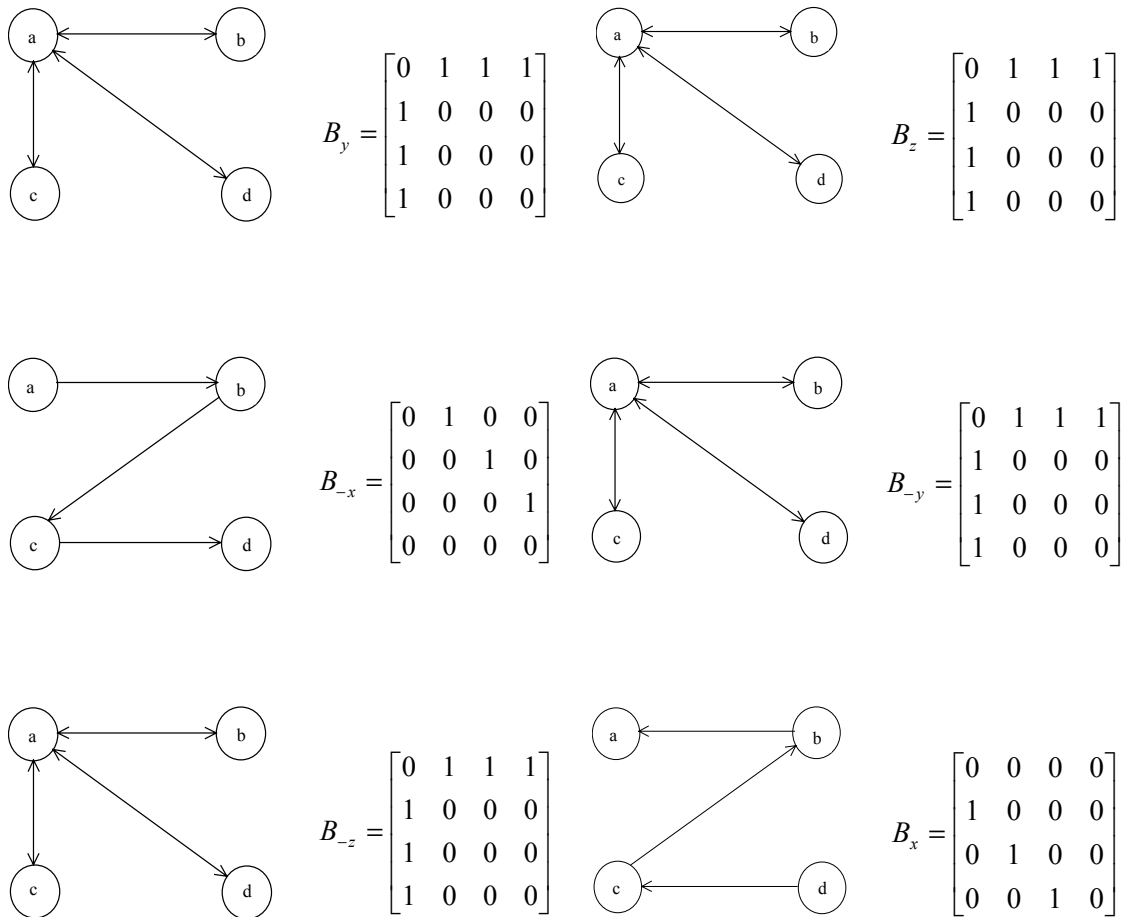 a b
c d
B_y = [0 1 1 1
1 0 0 0
1 0 0 0
1 0 0 0]
a b
c d
B_z = [0 1 1 1
1 0 0 0
1 0 0 0
1 0 0 0]
a b
c d
B_{-x} = [0 1 0 0
0 0 1 0
0 0 0 1
0 0 0 0]
a b
c d
B_{-y} = [0 1 1 1
1 0 0 0
1 0 0 0
1 0 0 0]
a b
c d
B_{-z} = [0 1 1 1
1 0 0 0
1 0 0 0
1 0 0 0]
a b
c d
B_x = [0 0 0 0
1 0 0 0
0 1 0 0
0 0 1 0]